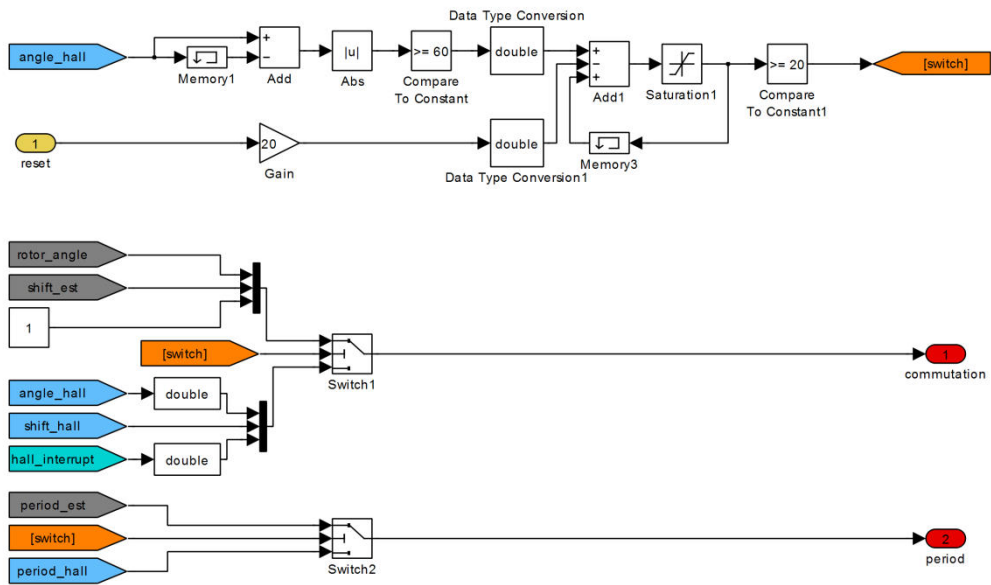 Data Type Conversion
angle_hall
+
−
|u|
>= 60
double
+
−
+
>= 20
[switch]
Memory1
Add
Abs
Compare
To Constant
Add1
Saturation1
Compare
To Constant1
1
20
double
reset
Memory3
Gain
Data Type Conversion1
rotor_angle
shift_est
1
[switch]
1
Switch1
commutation
angle_hall
double
shift_hall
hall_interrupt
double
period_est
[switch]
2
period_hall
Switch2
period